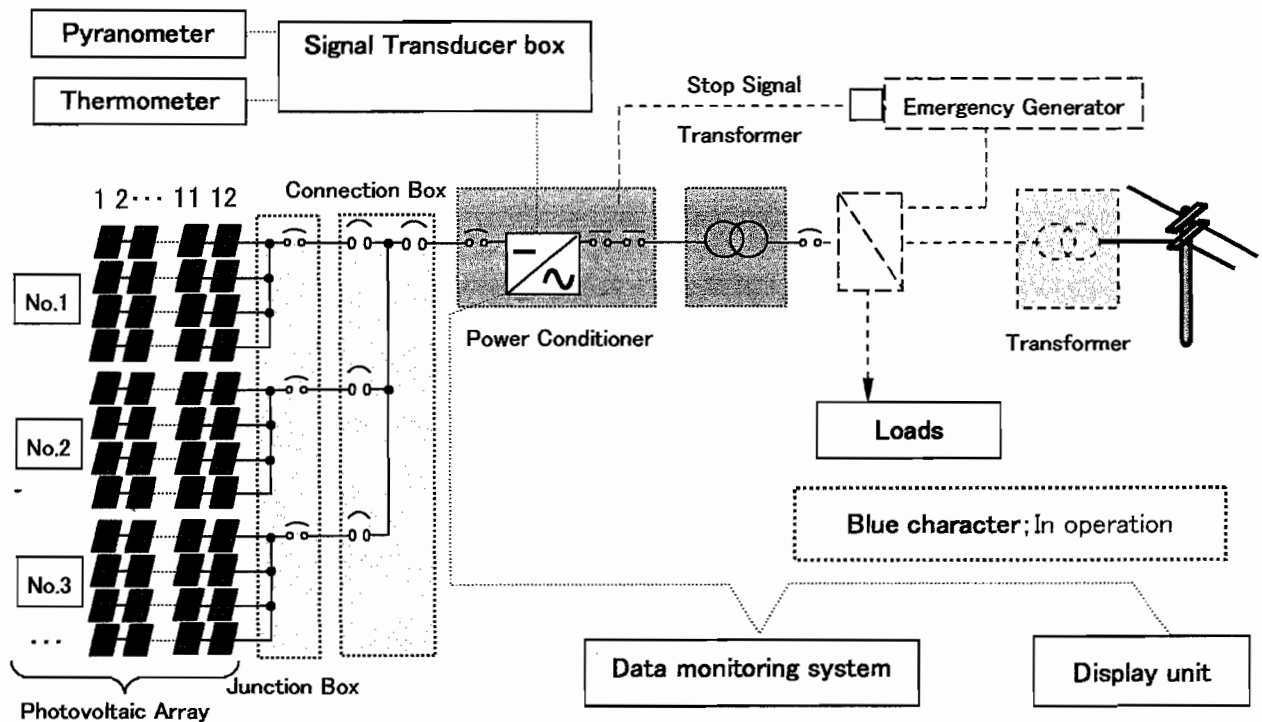 Pyranometer
Signal Transducer box
Thermometer
Stop Signal
Emergency Generator
Transformer
1 2··· 11 12
Connection Box
No.1
Power Conditioner
Transformer
No.2
Loads
Blue character;In operation
No.3
...
Data monitoring system
Display unit
Junction Box
Photovoltaic Array